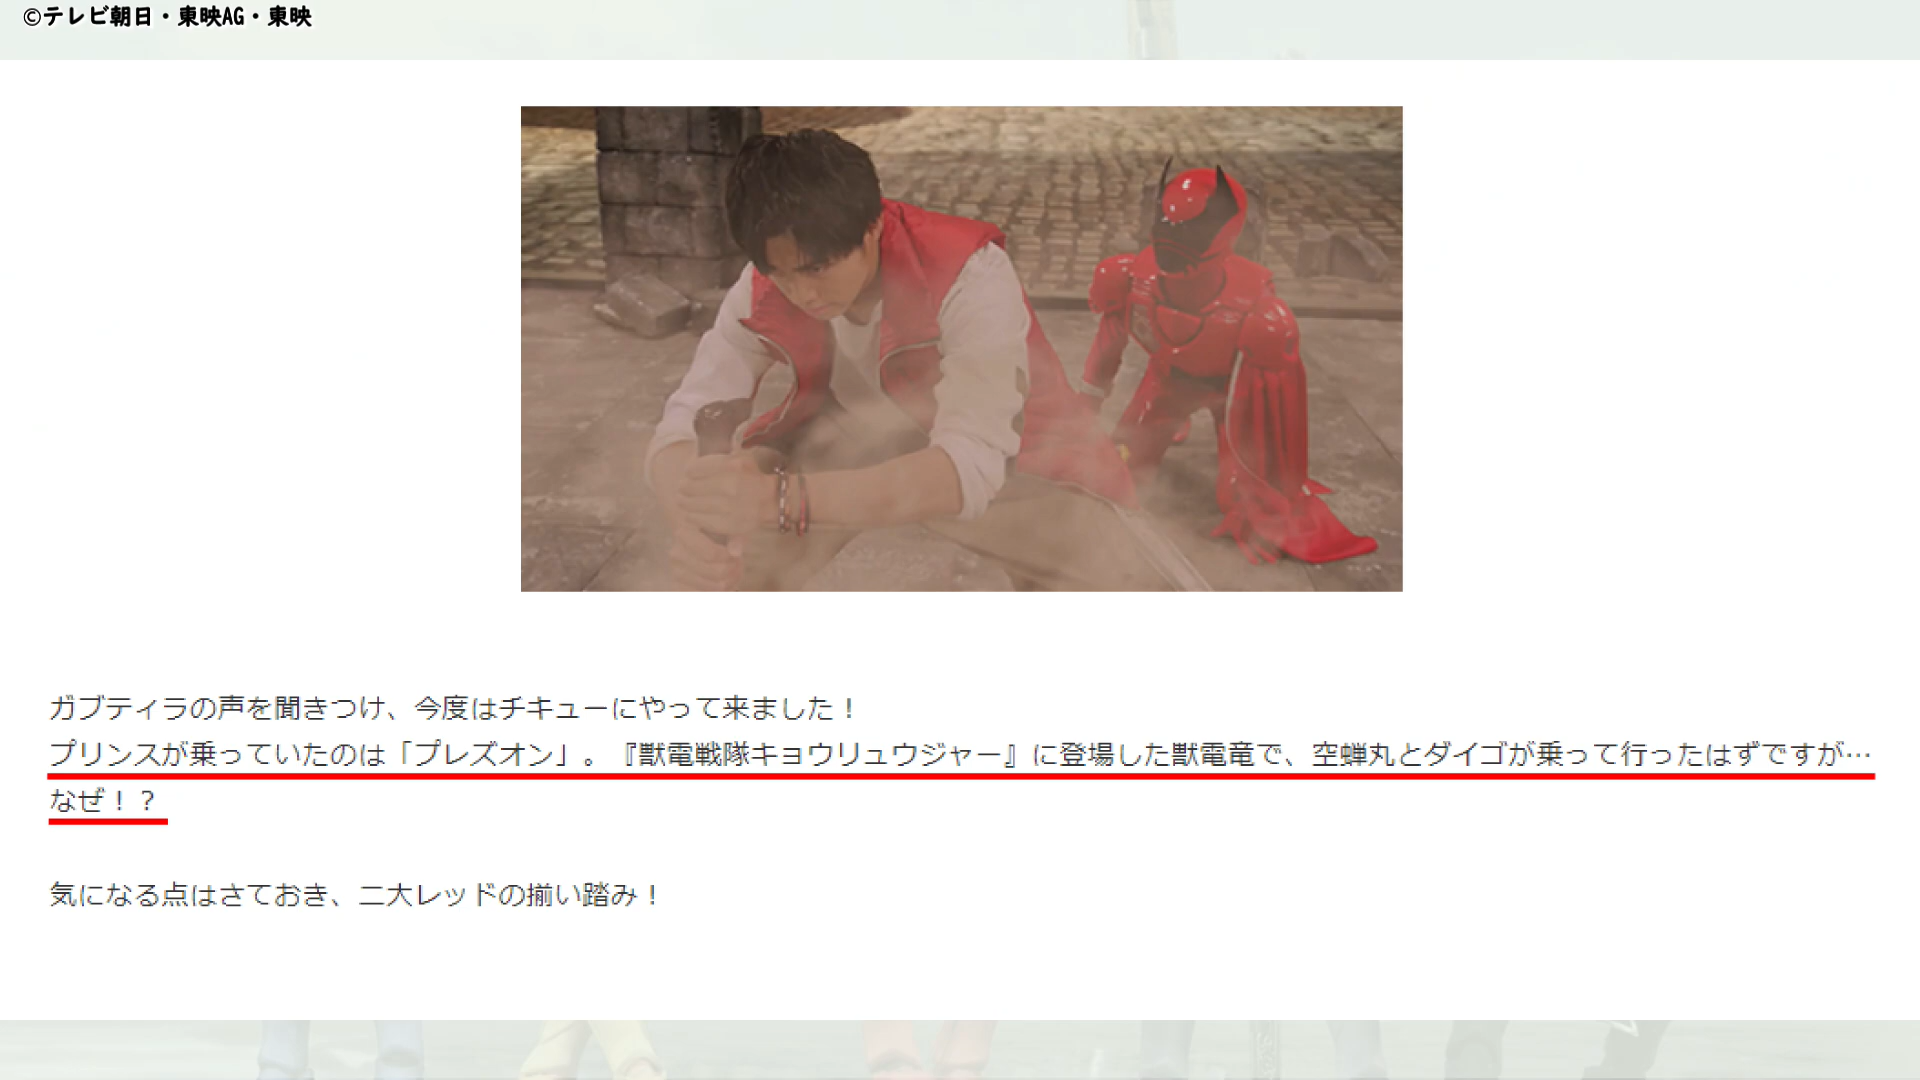 ©テレビ朝日・東映AG・東映
ガブティラの声を聞きつけ、今度はチキューにやって来ました！
プリンスが乗っていたのは「プレズオン」。『獣電戦隊キョウリュウジャー』に登場した獣電竜で、空蝉丸とダイゴが乗って行ったはずですが…
なぜ！？
気になる点はさておき、二大レッドの揃い踏み！